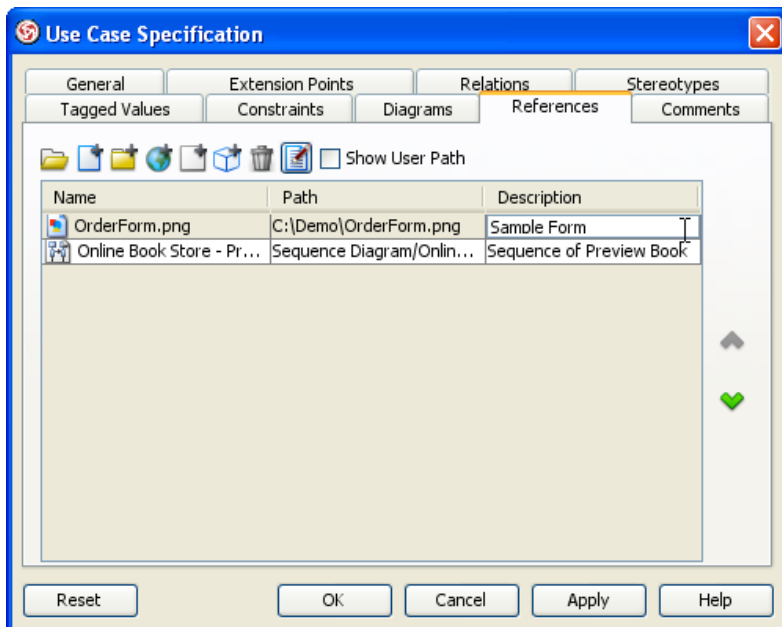 Use Case Specification
General Extension Points Relations Stereotypes
Tagged Values Constraints Diagrams References Comments
Show User Path
Name Path Description
OrderForm.png C:\Demo\OrderForm.png Sample Form
Online Book Store - Pr... Sequence Diagram/Onlin... Sequence of Preview Book
Reset OK Cancel Apply Help